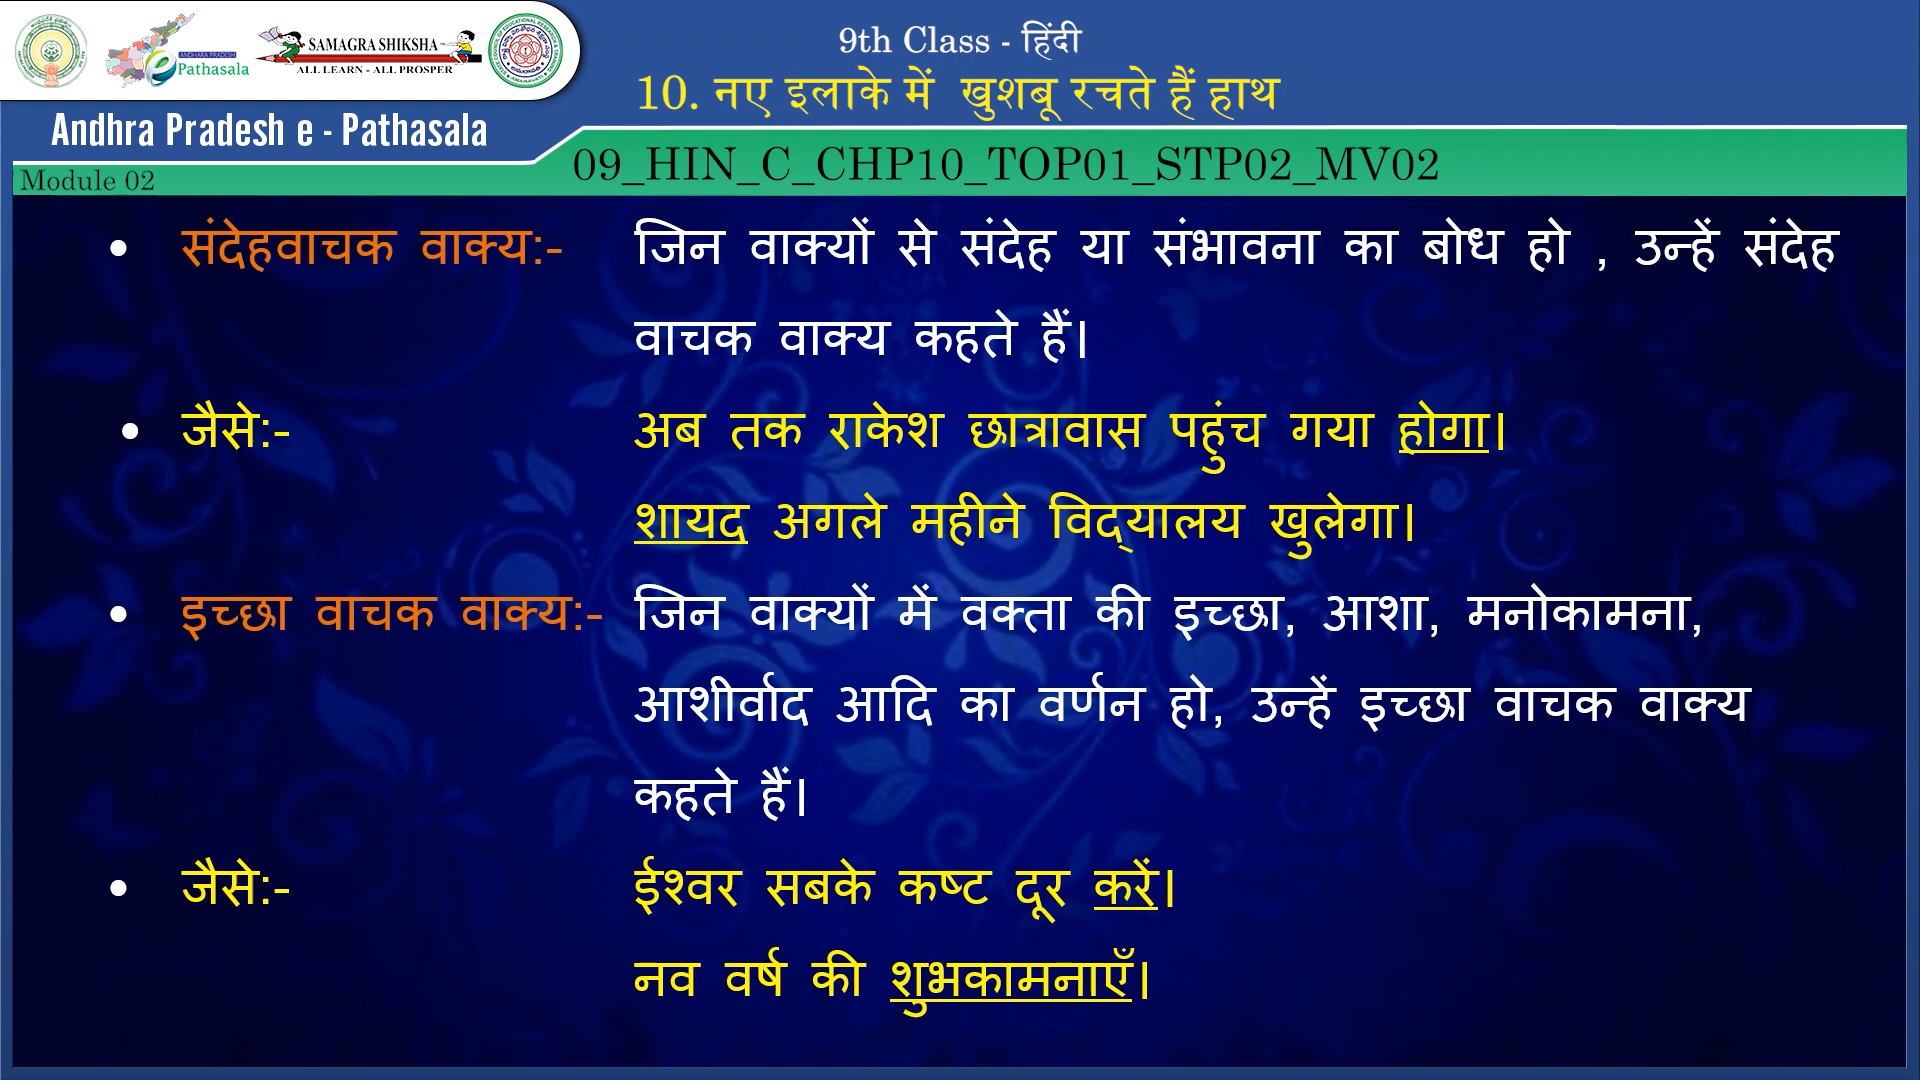 9th Class - हिंदी
10. नए इलाके में खुशबू रचते हैं हाथ
ANDHRA PRADESH
e Pathasala
SAMAGRA SHIKSHA
ALL LEARN - ALL PROSPER
Andhra Pradesh e - Pathasala
Module 02
09_HIN_C_CHP10_TOP01_STP02_MV02
• संदेहवाचक वाक्य:- जिन वाक्यों से संदेह या संभावना का बोध हो , उन्हें संदेह
वाचक वाक्य कहते हैं।
• जैसे:- अब तक राकेश छात्रावास पहुंच गया होगा।
शायद अगले महीने विद्यालय खुलेगा।
• इच्छा वाचक वाक्य:- जिन वाक्यों में वक्ता की इच्छा, आशा, मनोकामना,
आशीर्वाद आदि का वर्णन हो, उन्हें इच्छा वाचक वाक्य
कहते हैं।
• जैसे:- ईश्वर सबके कष्ट दूर करें।
नव वर्ष की शुभकामनाएँ।